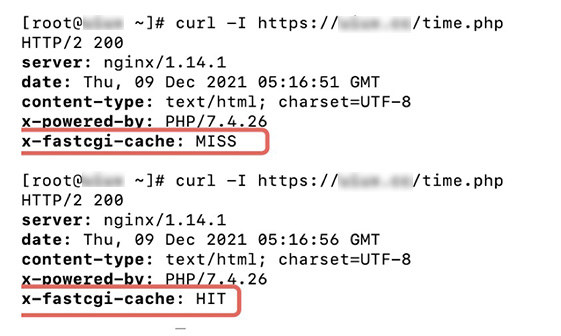 [root@ ~]# curl -I https:///time.php
HTTP/2 200
server: nginx/1.14.1
date: Thu, 09 Dec 2021 05:16:51 GMT
content-type: text/html; charset=UTF-8
x-powered-by: PHP/7.4.26
x-fastcgi-cache: MISS
[root@ ~]# curl -I https:///time.php
HTTP/2 200
server: nginx/1.14.1
date: Thu, 09 Dec 2021 05:16:56 GMT
content-type: text/html; charset=UTF-8
x-powered-by: PHP/7.4.26
x-fastcgi-cache: HIT